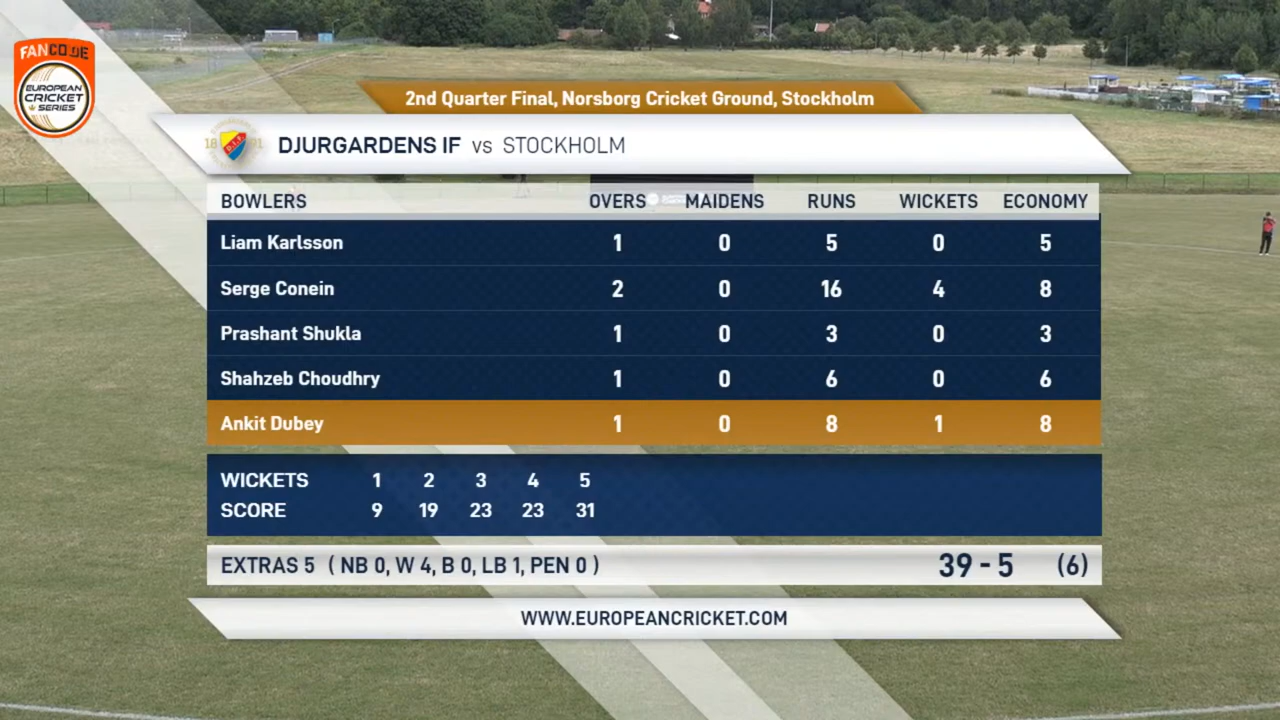 FANCODE
EUROPEAN
CRICKET
SERIES
2nd Quarter Final, Norsborg Cricket Ground, Stockholm
18 D.I.F. 91
DJURGARDENS IF vs STOCKHOLM
BOWLERS OVERS MAIDENS RUNS WICKETS ECONOMY
Liam Karlsson 1 0 5 0 5
Serge Conein 2 0 16 4 8
Prashant Shukla 1 0 3 0 3
Shahzeb Choudhry 1 0 6 0 6
Ankit Dubey 1 0 8 1 8
WICKETS 1 2 3 4 5
SCORE 9 19 23 23 31
EXTRAS 5 ( NB 0, W 4, B 0, LB 1, PEN 0 ) 39 - 5 (6)
WWW.EUROPEANCRICKET.COM